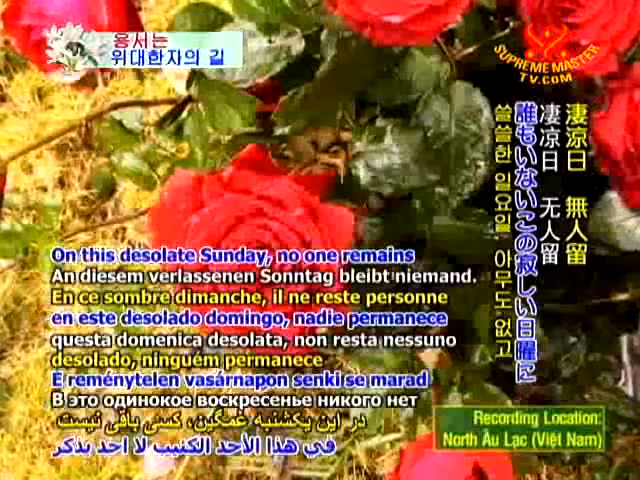 용서는
위대한자의 길
SUPREME MASTER
TV.COM
淒涼日 無人留
凄凉日 无人留
誰もいないこの寂しい日曜に
쓸쓸한 일요일, 아무도 없고
On this desolate Sunday, no one remains
An diesem verlassenen Sonntag bleibt niemand.
En ce sombre dimanche, il ne reste personne
en este desolado domingo, nadie permanece
questa domenica desolata, non resta nessuno
desolado, ninguém permanece
E reménytelen vasárnapon senki se marad
В это одинокое воскресенье никого нет
در این یکشنبه غمگین، کسی باقی نیست
في هذا الأحد الكئيب لا احد يذكر
Recording Location:
North Âu Lạc (Việt Nam)